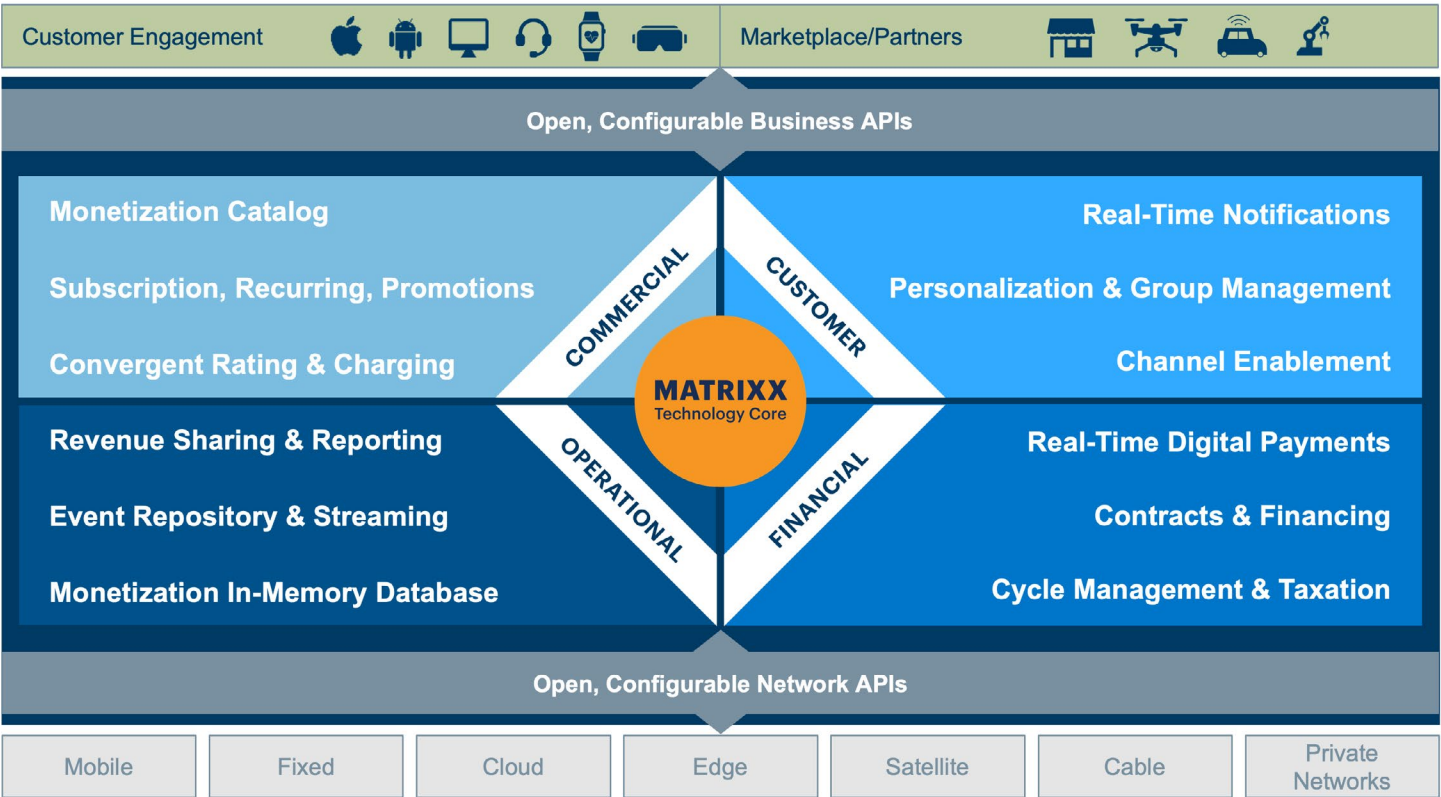 Customer Engagement
Marketplace/Partners
Open, Configurable Business APIs
Monetization Catalog
Subscription, Recurring, Promotions
Convergent Rating & Charging
COMMERCIAL
CUSTOMER
Real-Time Notifications
Personalization & Group Management
Channel Enablement
MATRIXX
Technology Core
Revenue Sharing & Reporting
Event Repository & Streaming
Monetization In-Memory Database
OPERATIONAL
FINANCIAL
Real-Time Digital Payments
Contracts & Financing
Cycle Management & Taxation
Open, Configurable Network APIs
Mobile
Fixed
Cloud
Edge
Satellite
Cable
Private
Networks